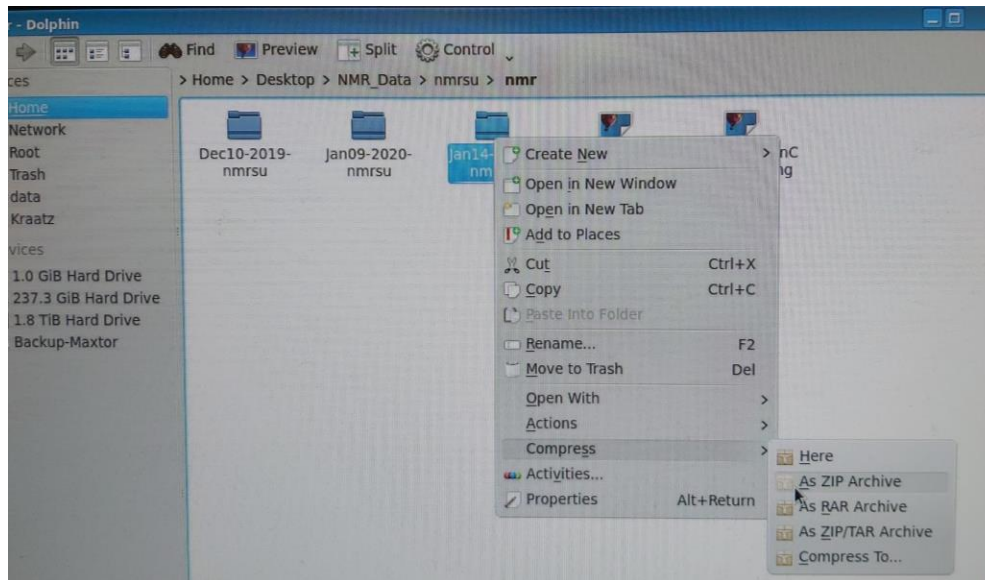 r - Dolphin
Find Preview Split Control
> Home > Desktop > NMR_Data > nmrsu > nmr
ces
Home
Network
Root
Trash
data
Kraatz
vices
1.0 GiB Hard Drive
237.3 GiB Hard Drive
1.8 TiB Hard Drive
Backup-Maxtor
Dec10-2019-
nmrsu
Jan09-2020-
nmrsu
Jan14-
nm
nC
ng
Create New >
Open in New Window
Open in New Tab
Add to Places
Cut Ctrl+X
Copy Ctrl+C
Paste Into Folder
Rename... F2
Move to Trash Del
Open With >
Actions >
Compress >
Activities...
Properties Alt+Return
Here
As ZIP Archive
As RAR Archive
As ZIP/TAR Archive
Compress To...